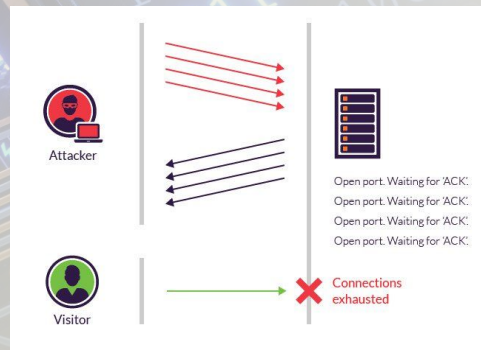 Attacker
Open port. Waiting for 'ACK'.
Open port. Waiting for 'ACK'.
Open port. Waiting for 'ACK'.
Open port. Waiting for 'ACK'.
Connections
exhausted
Visitor